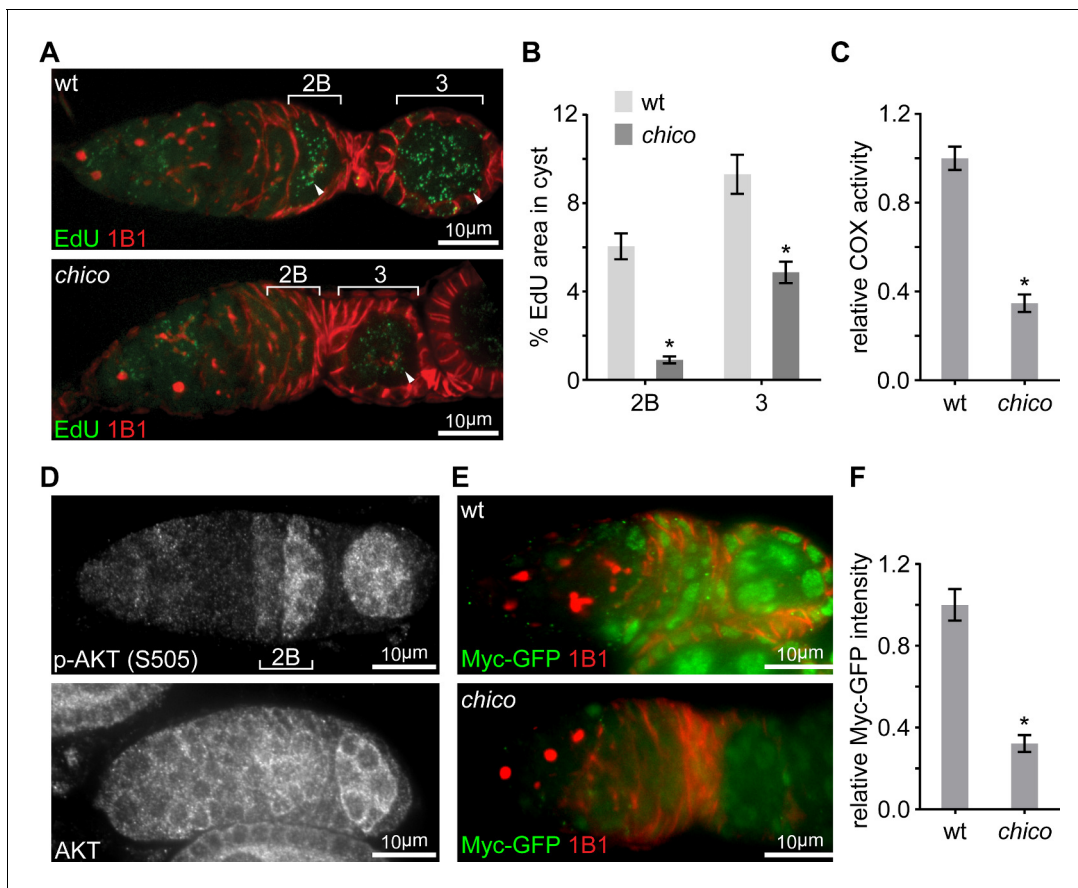 A
wt
2B
3
EdU 1B1
10µm
chico
2B
3
EdU 1B1
10µm
B
wt
chico
% EdU area in cyst
12
8
4
0
*
*
2B
3
C
relative COX activity
1.2
0.8
0.4
0.0
*
wt
chico
D
p-AKT (S505)
2B
10µm
AKT
10µm
E
wt
Myc-GFP 1B1
10µm
chico
Myc-GFP 1B1
10µm
F
relative Myc-GFP intensity
1.2
0.8
0.4
0.0
*
wt
chico